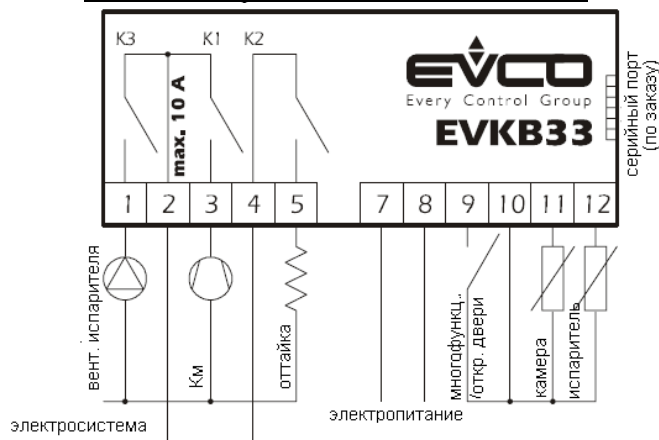 K3
K1
K2
max. 10 A
EVCO
Every Control Group
EVKB33
серийный порт
(по заказу)
1 2 3 4 5 7 8 9 10 11 12
вент. испарителя
Км
оттайка
многофункц..
/откр. двери
камера
испаритель
электросистема
электропитание